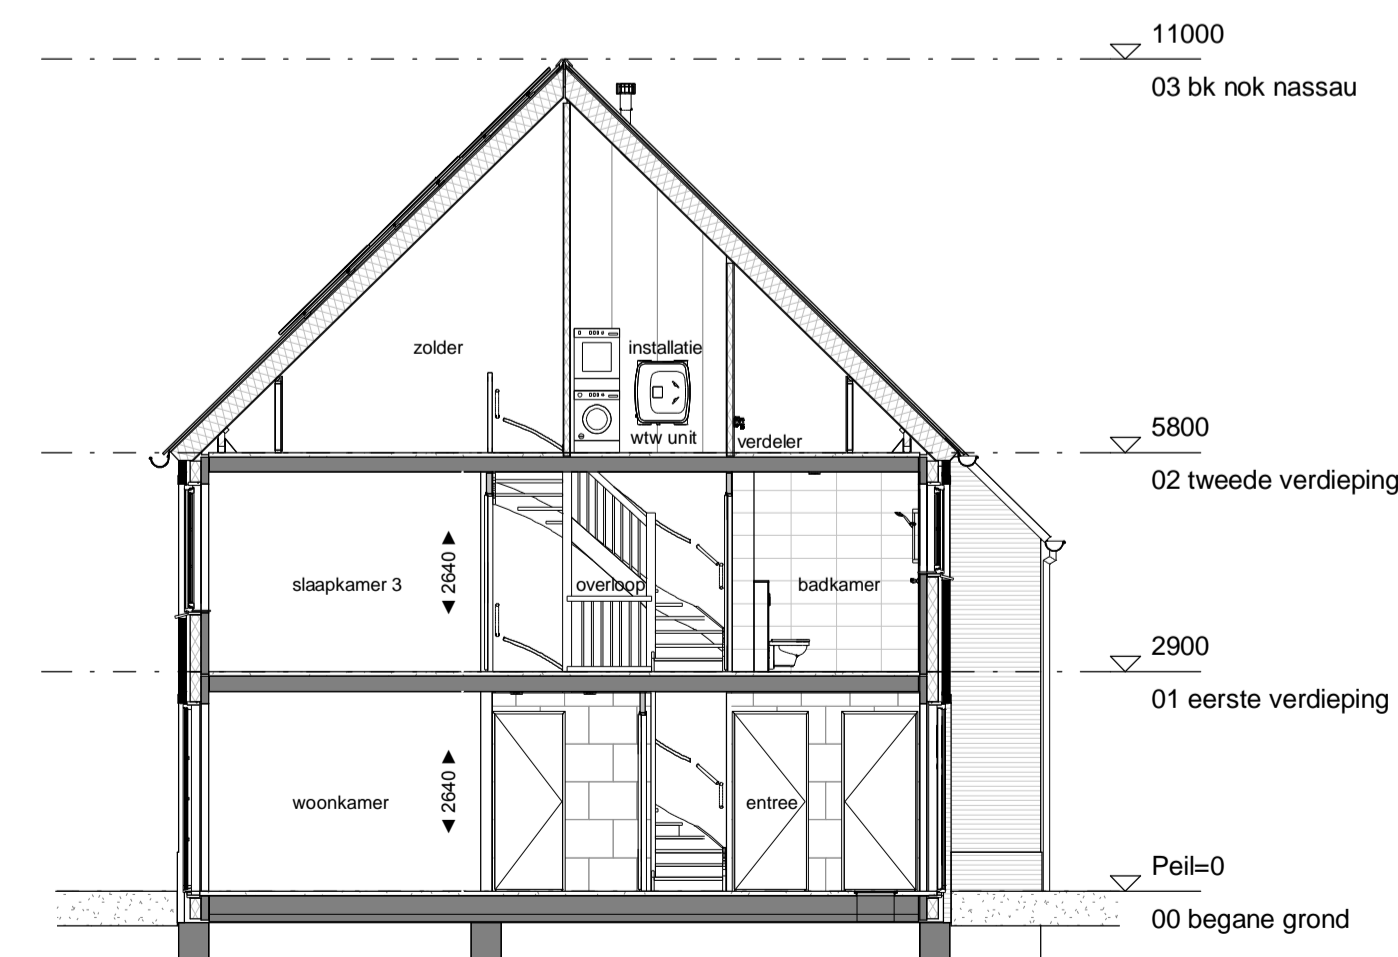 11000
03 bk nok nassau
zolder
installatie
wtw unit
verdeler
5800
02 tweede verdieping
slaapkamer 3
◄ 2640 ►
overloop
badkamer
2900
01 eerste verdieping
woonkamer
◄ 2640 ►
entree
Peil=0
00 begane grond